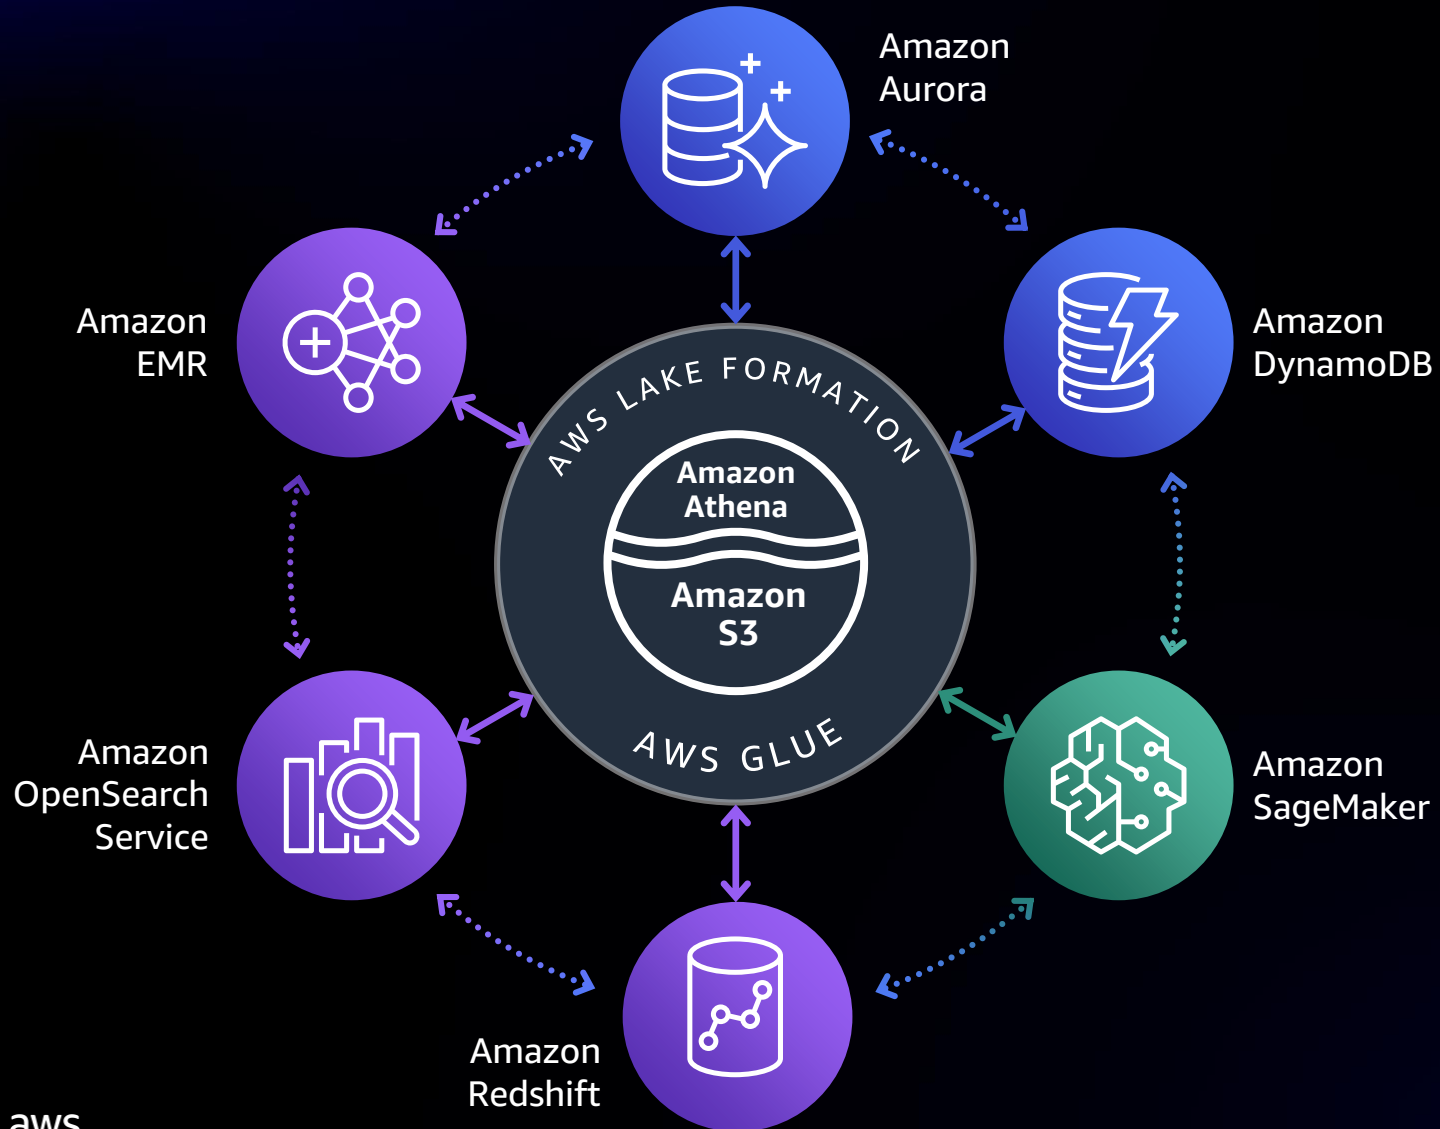 Amazon
Aurora
Amazon
EMR
Amazon
DynamoDB
AWS LAKE FORMATION
Amazon
Athena
Amazon
S3
AWS GLUE
Amazon
OpenSearch
Service
Amazon
SageMaker
Amazon
Redshift
aws